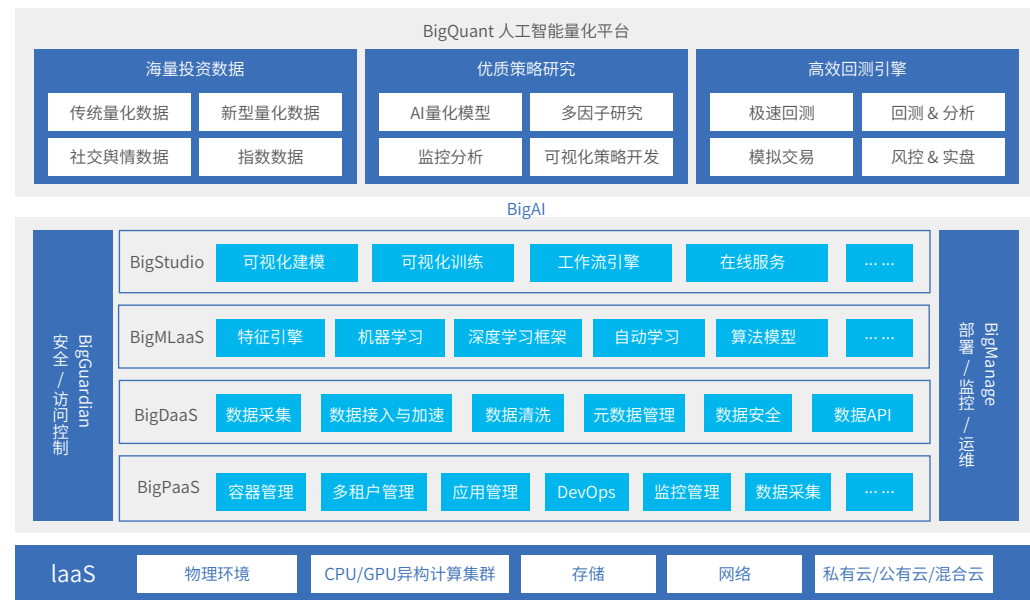 BigQuant 人工智能量化平台
海量投资数据
传统量化数据
新型量化数据
社交舆情数据
指数数据
优质策略研究
AI量化模型
多因子研究
监控分析
可视化策略开发
高效回测引擎
极速回测
回测 & 分析
模拟交易
风控 & 实盘
BigAI
BigGuardian
安全 / 访问控制
BigStudio
可视化建模
可视化训练
工作流引擎
在线服务
... ...
BigMLaaS
特征引擎
机器学习
深度学习框架
自动学习
算法模型
... ...
BigDaaS
数据采集
数据接入与加速
数据清洗
元数据管理
数据安全
数据API
BigPaaS
容器管理
多租户管理
应用管理
DevOps
监控管理
数据采集
... ...
BigManage
部署 / 监控 / 运维
laaS
物理环境
CPU/GPU异构计算集群
存储
网络
私有云/公有云/混合云